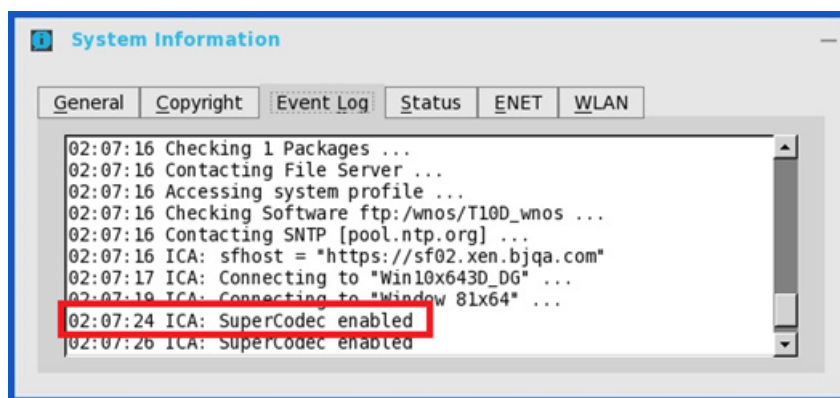 System Information
General Copyright Event Log Status ENET WLAN
02:07:16 Checking 1 Packages ...
02:07:16 Contacting File Server ...
02:07:16 Accessing system profile ...
02:07:16 Checking Software ftp:/wnos/T10D_wnos ...
02:07:16 Contacting SNTP [pool.ntp.org] ...
02:07:16 ICA: sfhost = "https://sf02.xen.bjqa.com"
02:07:17 ICA: Connecting to "Win10x643D_DG" ...
02:07:19 ICA: Connecting to "Window 81x64" ...
02:07:24 ICA: SuperCodec enabled
02:07:26 ICA: SuperCodec enabled